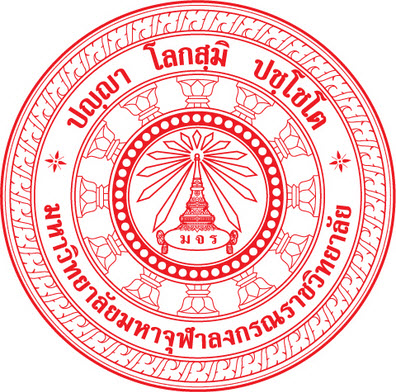 ปญฺญา โลกสฺมิ ปชฺโชโต
ม จ ร
มหาวิทยาลัยมหาจุฬาลงกรณราชวิทยาลัย